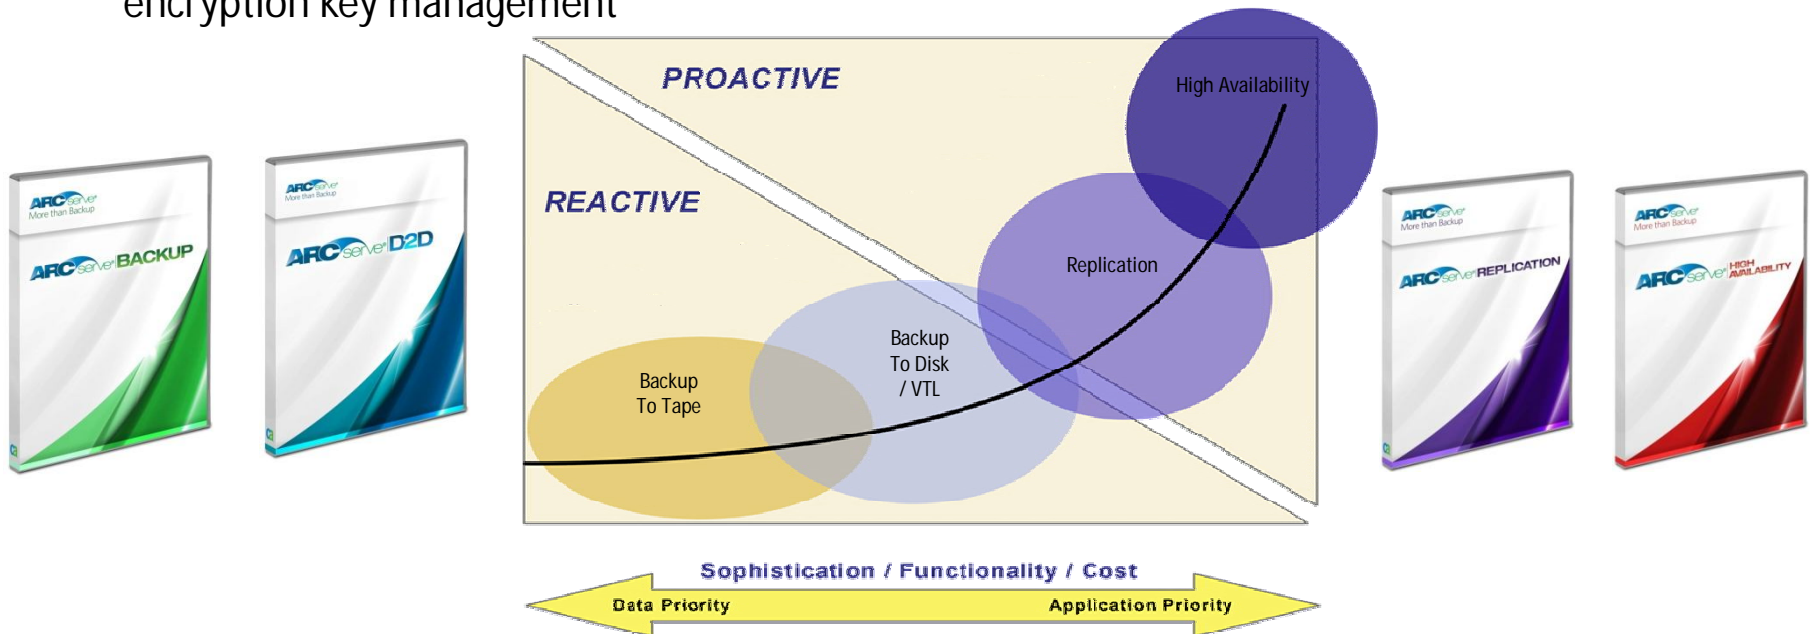 encryption key management
PROACTIVE
REACTIVE
High Availability
Replication
Backup
To Disk
/ VTL
Backup
To Tape
ARCserve®
More than Backup
ARCserve® BACKUP
ARCserve®
More than Backup
ARCserve® D2D
ARCserve®
More than Backup
ARCserve® REPLICATION
ARCserve®
More than Backup
ARCserve® HIGH
AVAILABILITY
Sophistication / Functionality / Cost
Data Priority
Application Priority